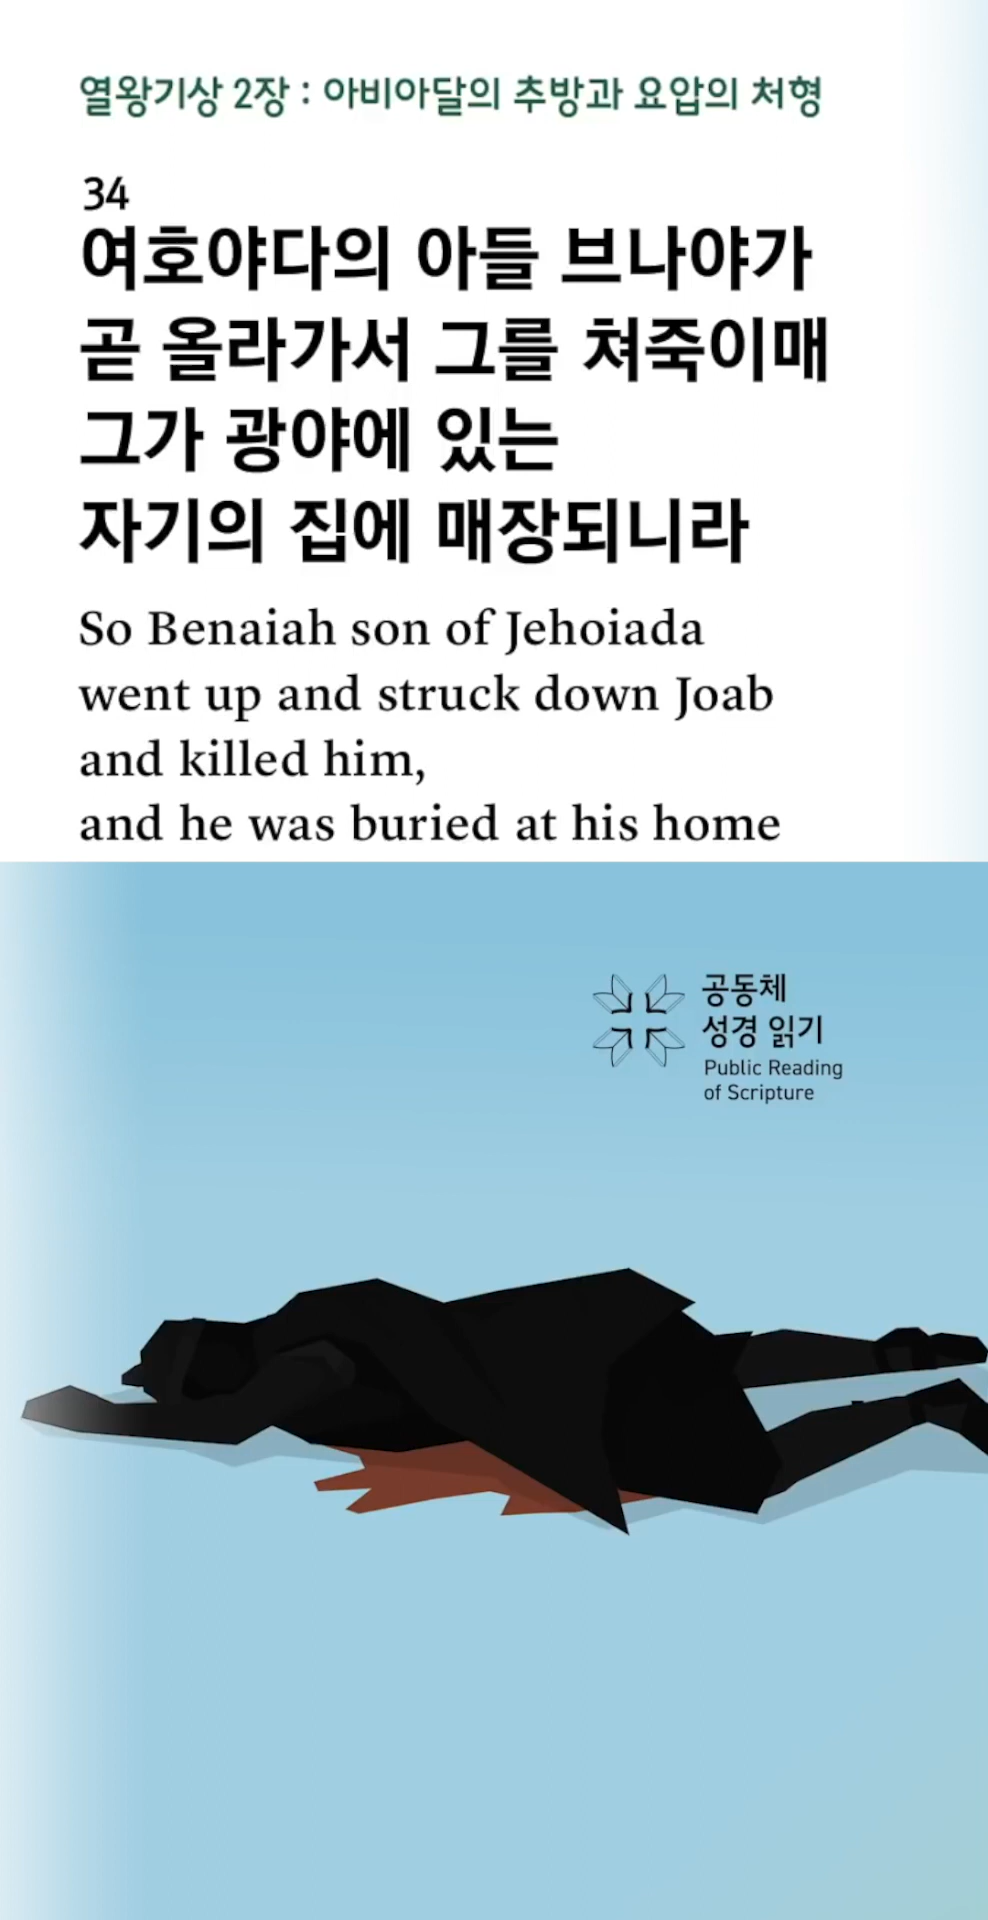 열왕기상 2장 : 아비아달의 추방과 요압의 처형
34
여호야다의 아들 브나야가
곧 올라가서 그를 쳐죽이매
그가 광야에 있는
자기의 집에 매장되니라
So Benaiah son of Jehoiada
went up and struck down Joab
and killed him,
and he was buried at his home
공동체
성경 읽기
Public Reading
of Scripture